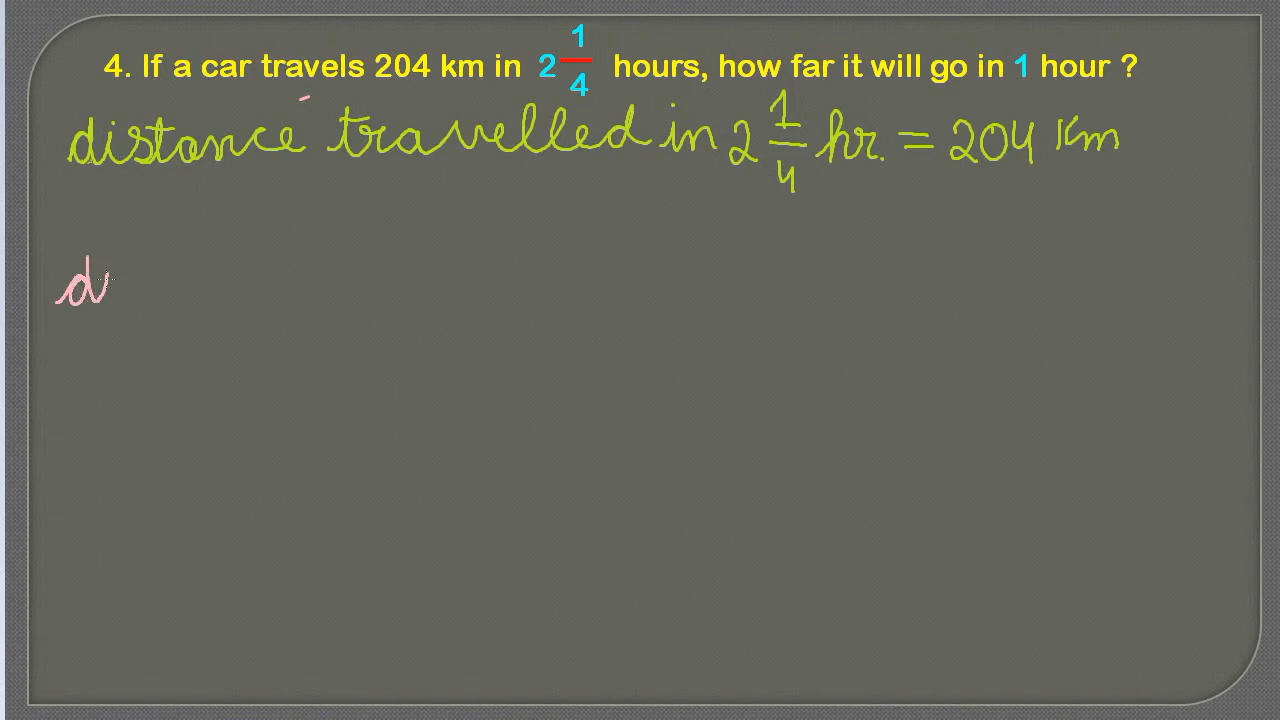 4. If a car travels 204 km in 2 1/4 hours, how far it will go in 1 hour ?
distance travelled in 2 1/4 hr. = 204 Km
d